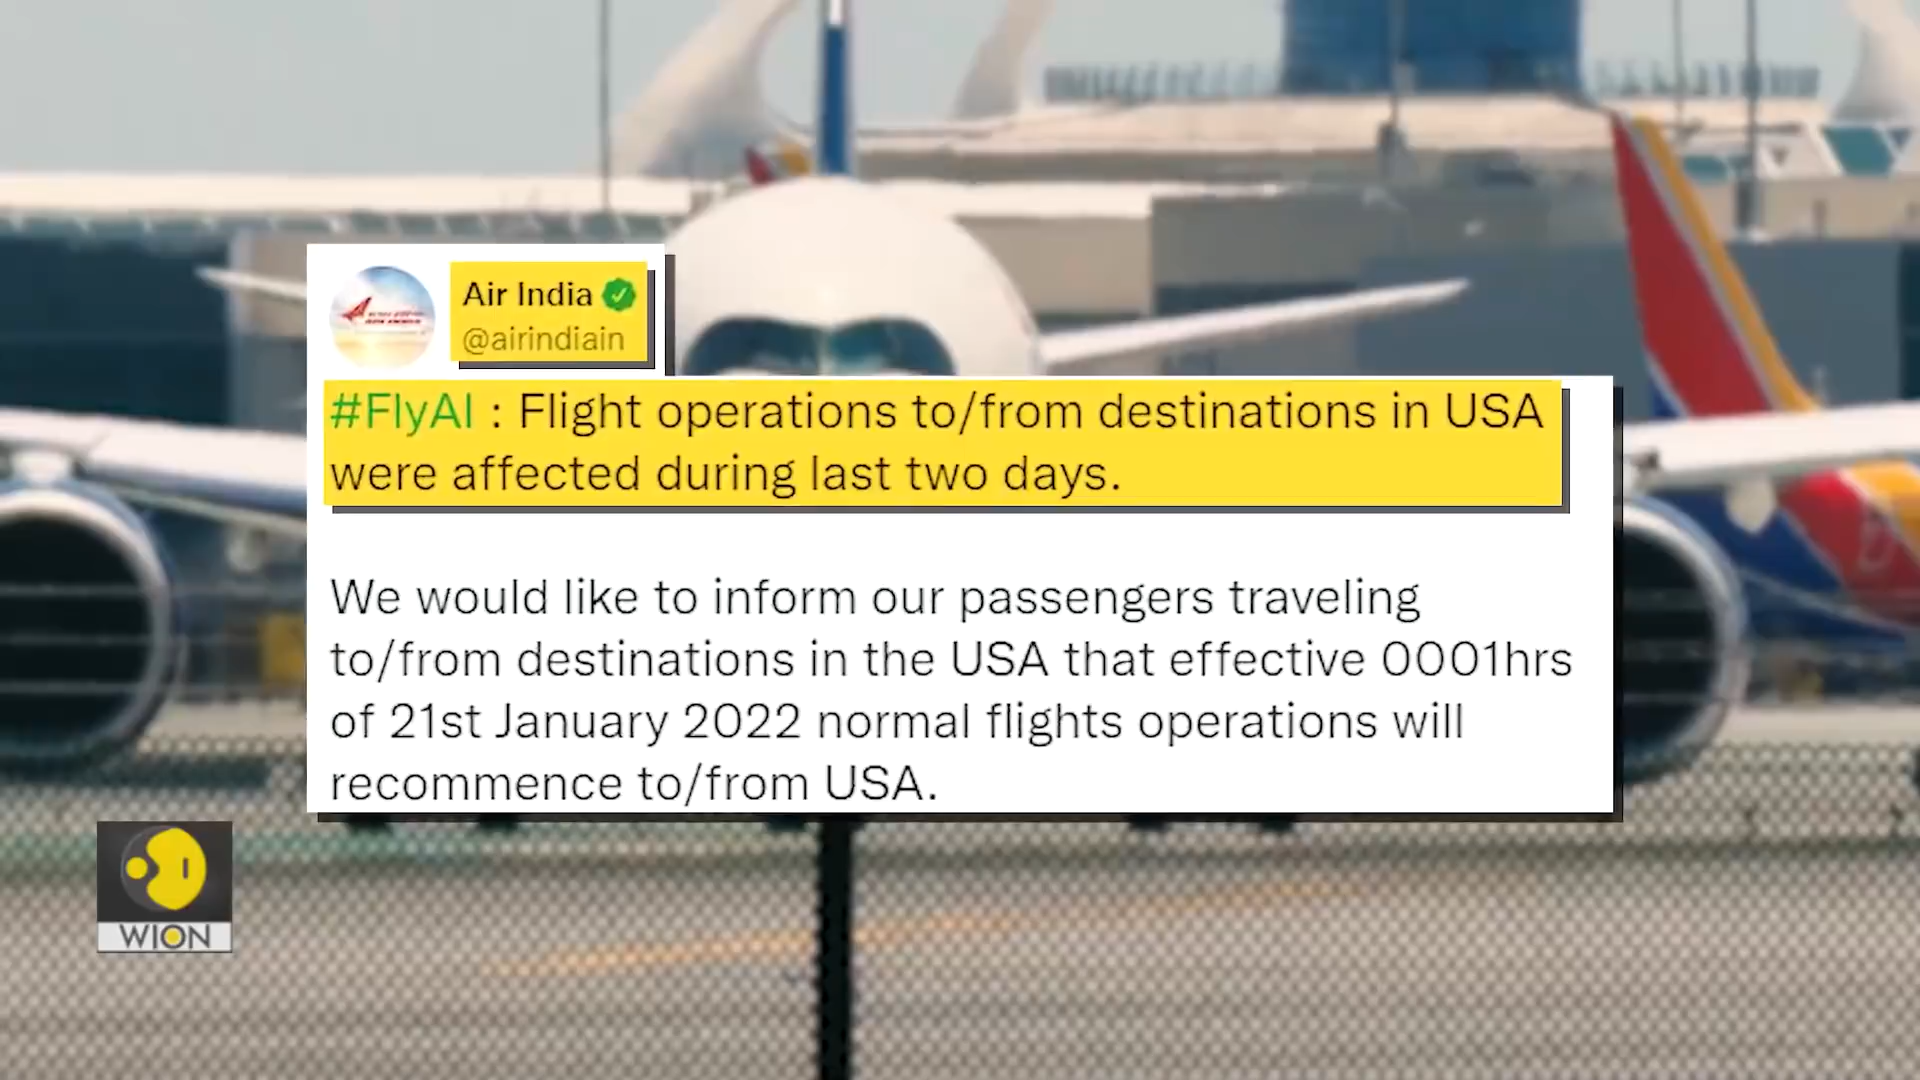 Air India
@airindiain
#FlyAI : Flight operations to/from destinations in USA
were affected during last two days.
We would like to inform our passengers traveling
to/from destinations in the USA that effective 0001hrs
of 21st January 2022 normal flights operations will
recommence to/from USA.
WION